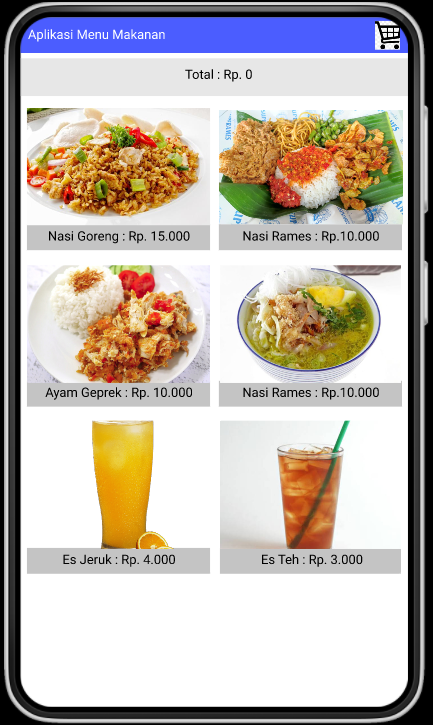 Aplikasi Menu Makanan
Total : Rp. 0
Nasi Goreng : Rp. 15.000
Nasi Rames : Rp.10.000
Ayam Geprek : Rp. 10.000
Nasi Rames : Rp.10.000
Es Jeruk : Rp. 4.000
Es Teh : Rp. 3.000